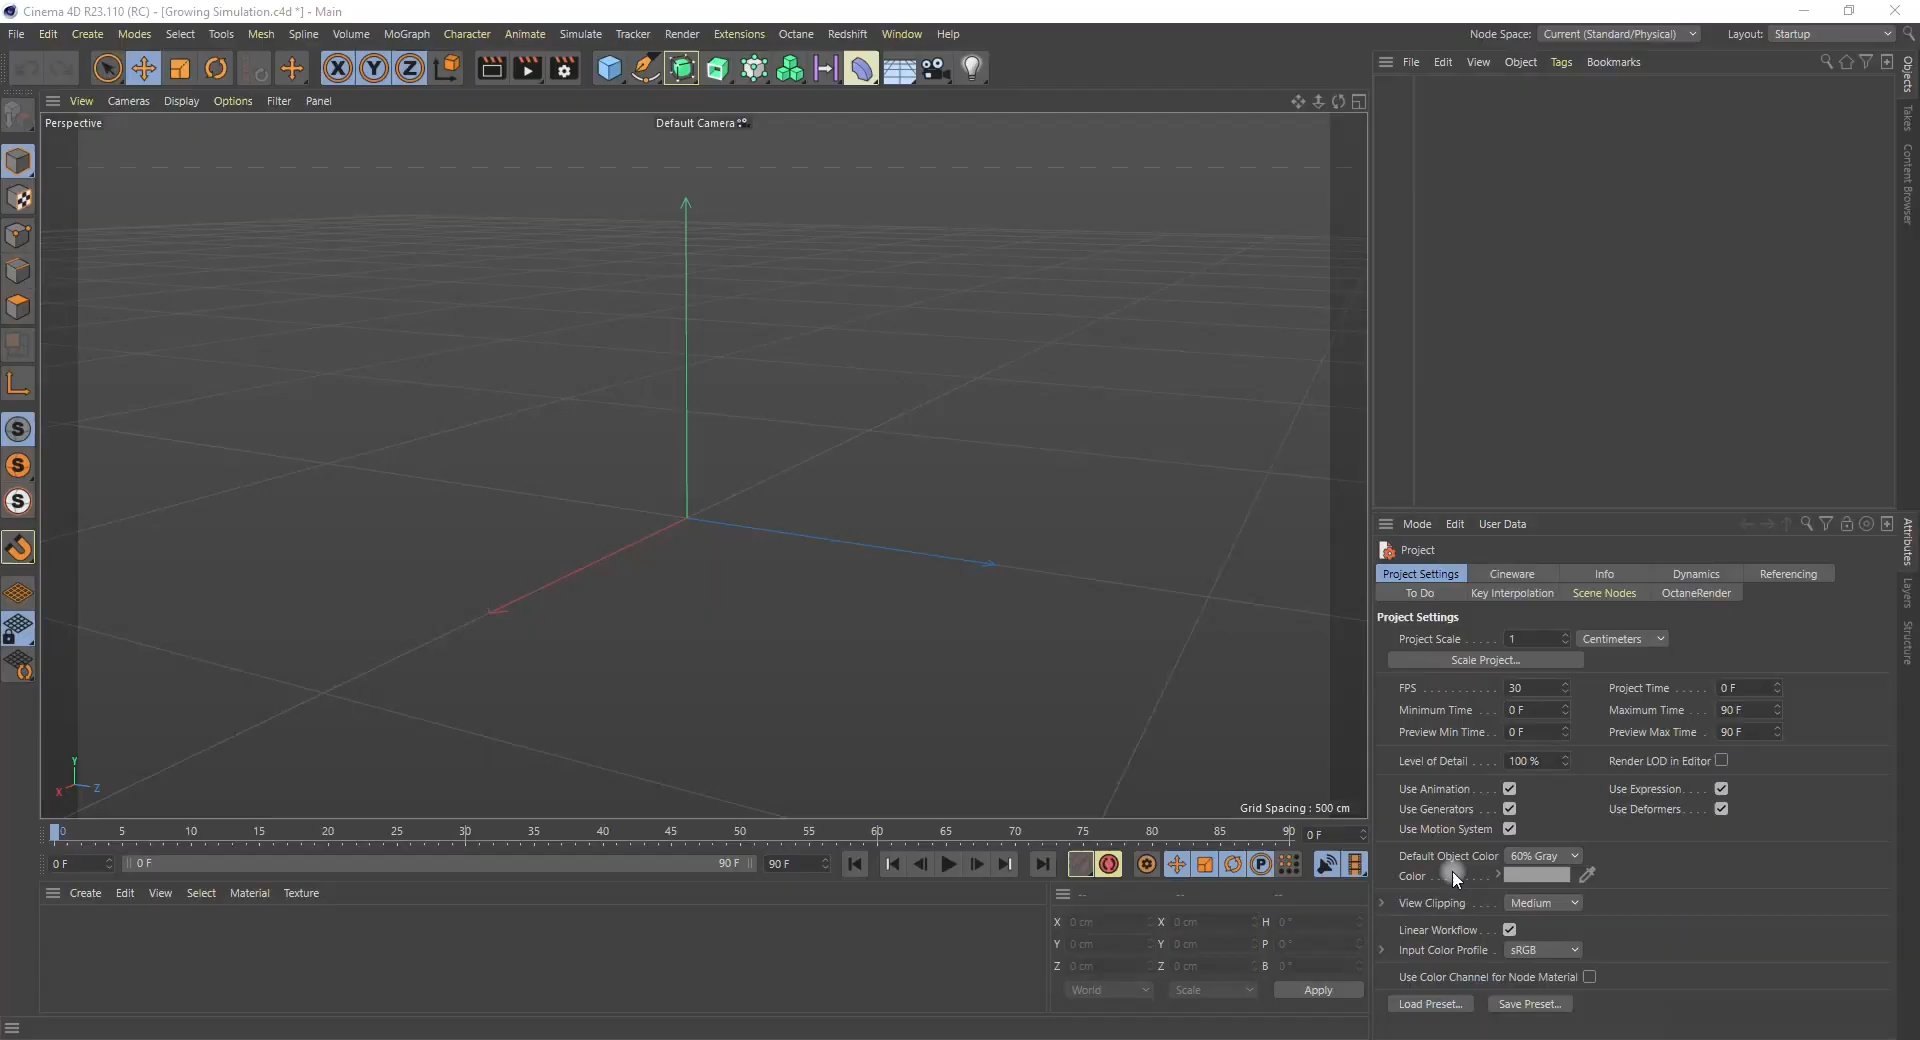 Cinema 4D R23.110 (RC) - [Growing Simulation.c4d *] - Main
File Edit Create Modes Select Tools Mesh Spline Volume MoGraph Character Animate Simulate Tracker Render Extensions Octane Redshift Window Help
Node Space: Current (Standard/Physical) Layout: Startup
X Y Z
File Edit View Object Tags Bookmarks
Objects
Takes
Content Browser
View Cameras Display Options Filter Panel
Perspective
Default Camera
S
S
S
Y
X
Z
Grid Spacing : 500 cm
Mode Edit User Data
Attributes
Layers
Structure
Project
Project Settings Cineware Info Dynamics Referencing
To Do Key Interpolation Scene Nodes OctaneRender
Project Settings
Project Scale ..... 1 Centimeters
Scale Project...
FPS ........... 30 Project Time ..... 0 F
Minimum Time ... 0 F Maximum Time ... 90 F
Preview Min Time . . 0 F Preview Max Time . 90 F
Level of Detail .... 100 % Render LOD in Editor
Use Animation .... Use Expression ....
Use Generators ... Use Deformers ....
Use Motion System
Default Object Color 60% Gray
Color
View Clipping .... Medium
Linear Workflow ...
Input Color Profile . sRGB
Use Color Channel for Node Material
Load Preset... Save Preset...
0 5 10 15 20 25 30 35 40 45 50 55 60 65 70 75 80 85 90 0 F
0 F 0 F 90 F 90 F
P
Create Edit View Select Material Texture
-- -- --
X 0 cm X 0 cm H 0 °
Y 0 cm Y 0 cm P 0 °
Z 0 cm Z 0 cm B 0 °
World Scale Apply